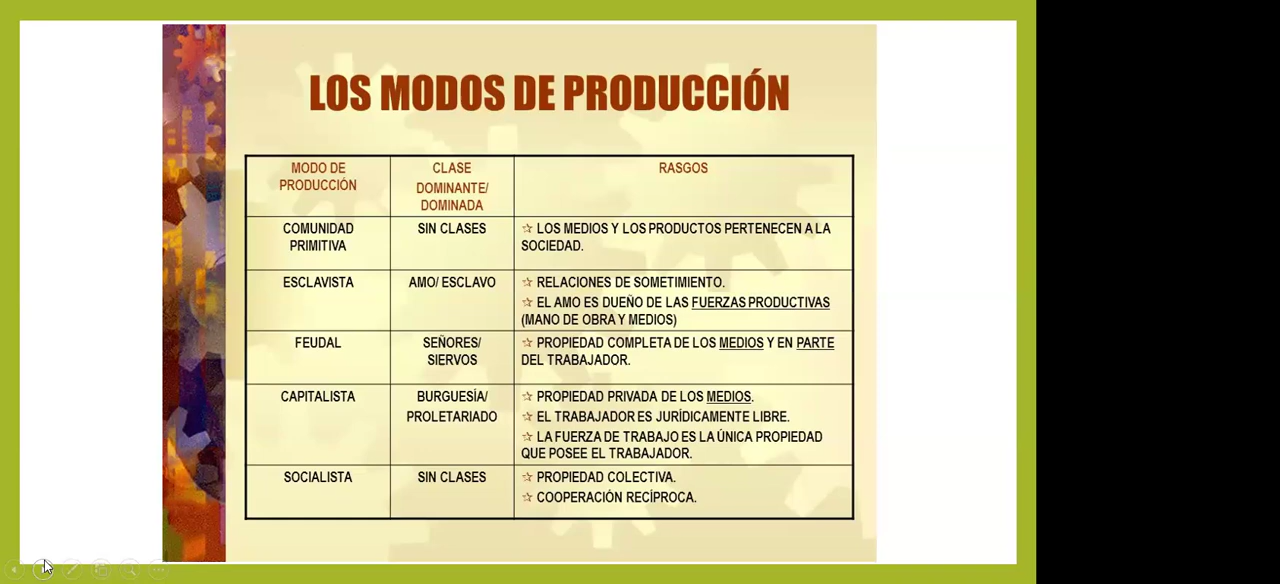 LOS MODOS DE PRODUCCIÓN
MODO DE
PRODUCCIÓN
CLASE
DOMINANTE/
DOMINADA
RASGOS
COMUNIDAD
PRIMITIVA
SIN CLASES
☆ LOS MEDIOS Y LOS PRODUCTOS PERTENECEN A LA
SOCIEDAD.
ESCLAVISTA
AMO/ ESCLAVO
☆ RELACIONES DE SOMETIMIENTO.
☆ EL AMO ES DUEÑO DE LAS FUERZAS PRODUCTIVAS
(MANO DE OBRA Y MEDIOS)
FEUDAL
SEÑORES/
SIERVOS
☆ PROPIEDAD COMPLETA DE LOS MEDIOS Y EN PARTE
DEL TRABAJADOR.
CAPITALISTA
BURGUESÍA/
PROLETARIADO
☆ PROPIEDAD PRIVADA DE LOS MEDIOS.
☆ EL TRABAJADOR ES JURÍDICAMENTE LIBRE.
☆ LA FUERZA DE TRABAJO ES LA ÚNICA PROPIEDAD
QUE POSEE EL TRABAJADOR.
SOCIALISTA
SIN CLASES
☆ PROPIEDAD COLECTIVA.
☆ COOPERACIÓN RECÍPROCA.